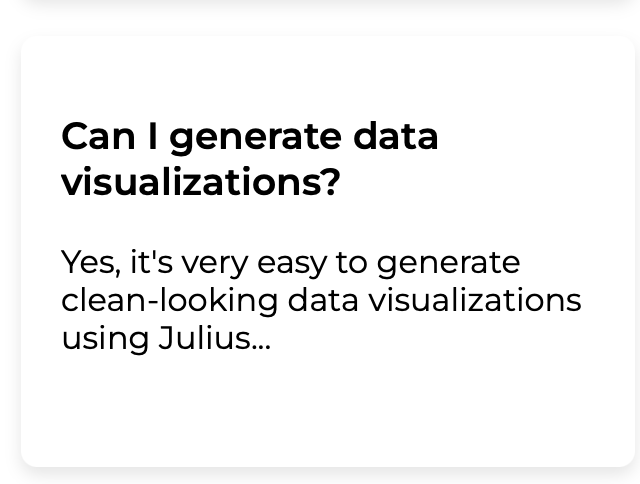 Can I generate data
visualizations?
Yes, it's very easy to generate
clean-looking data visualizations
using Julius...